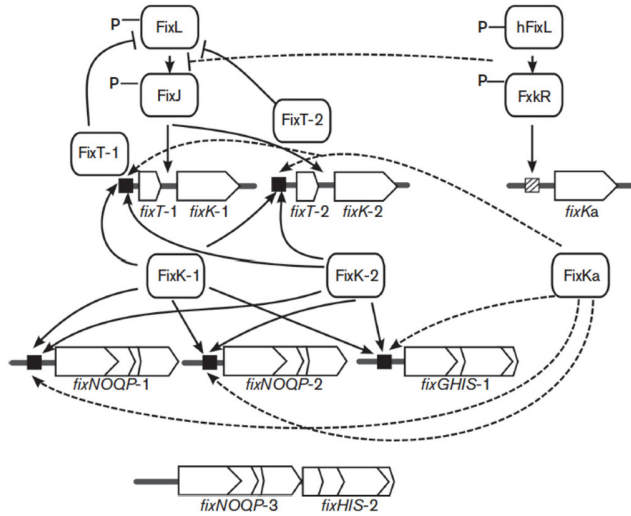 P FixL P hFixL
P FixJ P FxkR
FixT-2
FixT-1
fixT-1 fixK-1 fixT-2 fixK-2 fixKa
FixK-1 FixK-2 FixKa
fixNOQP-1 fixNOQP-2 fixGHIS-1
fixNOQP-3 fixHIS-2